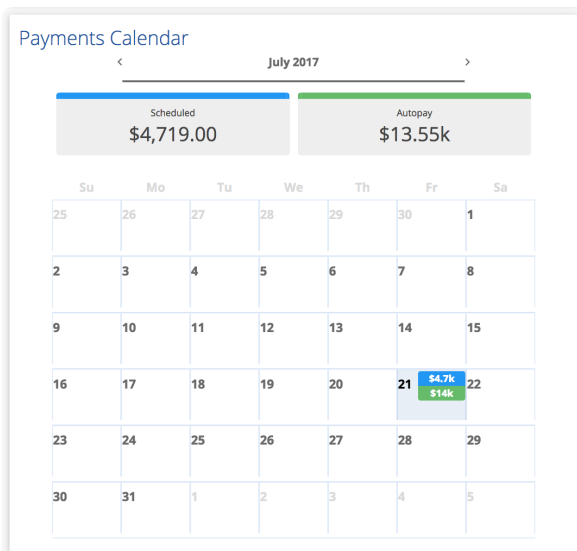 Payments Calendar
July 2017
Scheduled Autopay
$4,719.00 $13.55k
Su Mo Tu We Th Fr Sa
25 26 27 28 29 30 1
2 3 4 5 6 7 8
9 10 11 12 13 14 15
16 17 18 19 20 21 $4.7k 22
$14k
23 24 25 26 27 28 29
30 31 1 2 3 4 5